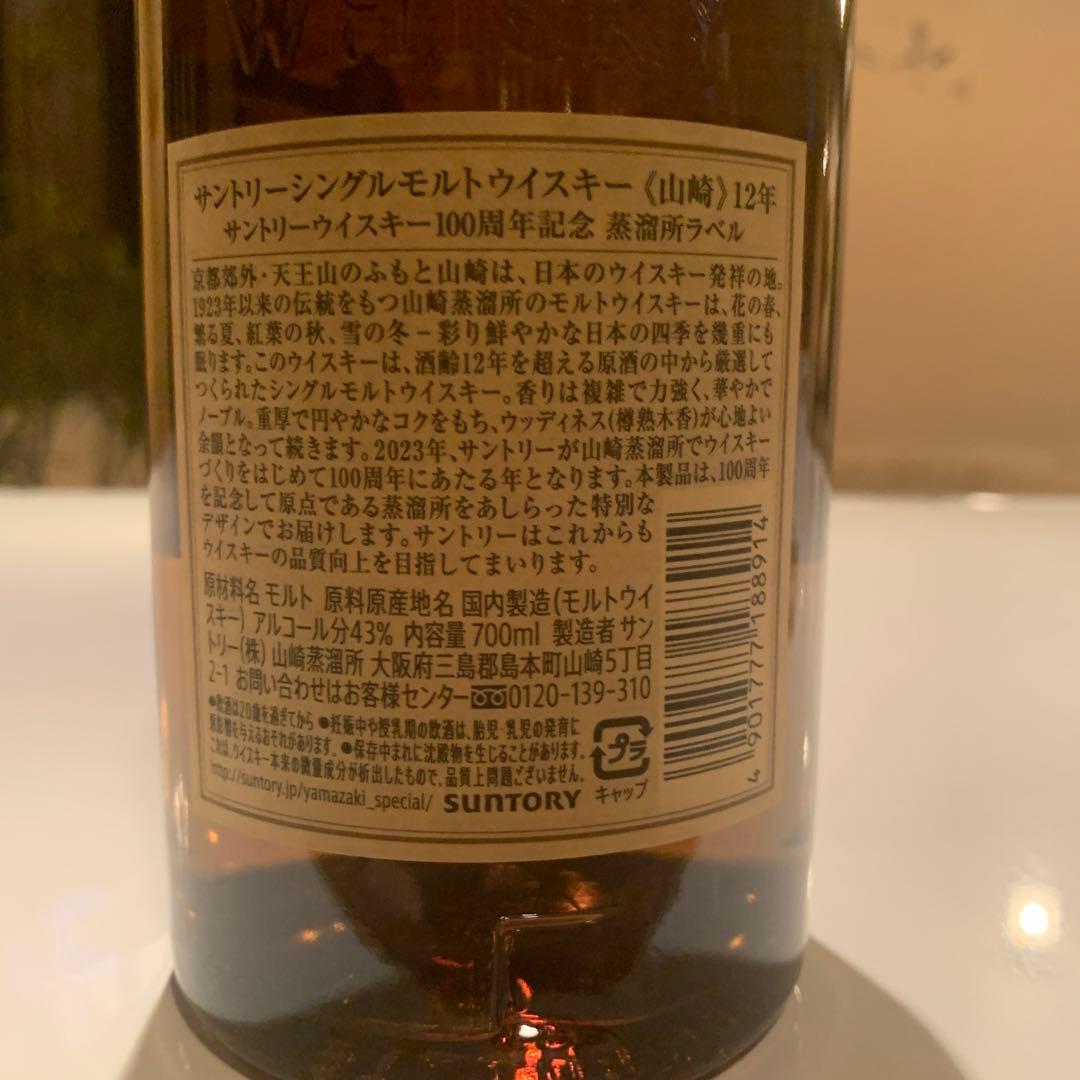 サントリーシングルモルトウイスキー《山崎》12年
サントリーウイスキー100周年記念 蒸溜所ラベル
京都郊外・天王山のふもと山崎は、日本のウイスキー発祥の地。
1923年以来の伝統をもつ山崎蒸溜所のモルトウイスキーは、花の春、
繁る夏、紅葉の秋、雪の冬－彩り鮮やかな日本の四季を幾重にも
眠ります。このウイスキーは、酒齢12年を超える原酒の中から厳選して
つくられたシングルモルトウイスキー。香りは複雑で力強く、華やかで
ノーブル。重厚で円やかなコクをもち、ウッディネス(樽熟木香)が心地よい
余韻となって続きます。2023年、サントリーが山崎蒸溜所でウイスキー
づくりをはじめて100周年にあたる年となります。本製品は、100周年
を記念して原点である蒸溜所をあしらった特別な
デザインでお届けします。サントリーはこれからも
ウイスキーの品質向上を目指してまいります。
原材料名 モルト 原料原産地名 国内製造(モルトウイ
スキー) アルコール分43% 内容量 700ml 製造者 サン
トリー(株) 山崎蒸溜所 大阪府三島郡島本町山崎5丁目
2-1 お問い合わせはお客様センター 0120-139-310
●飲酒は20歳を過ぎてから ●妊娠中や授乳期の飲酒は、胎児・乳児の発育に
悪影響を与えるおそれがあります。 ●保存中まれに沈殿物を生じることがあります。
これは、ウイスキー本来の微量成分が析出したもので、品質上問題ございません。
http://suntory.jp/yamazaki_special/ SUNTORY
プラ
キャップ
4 901777 188914